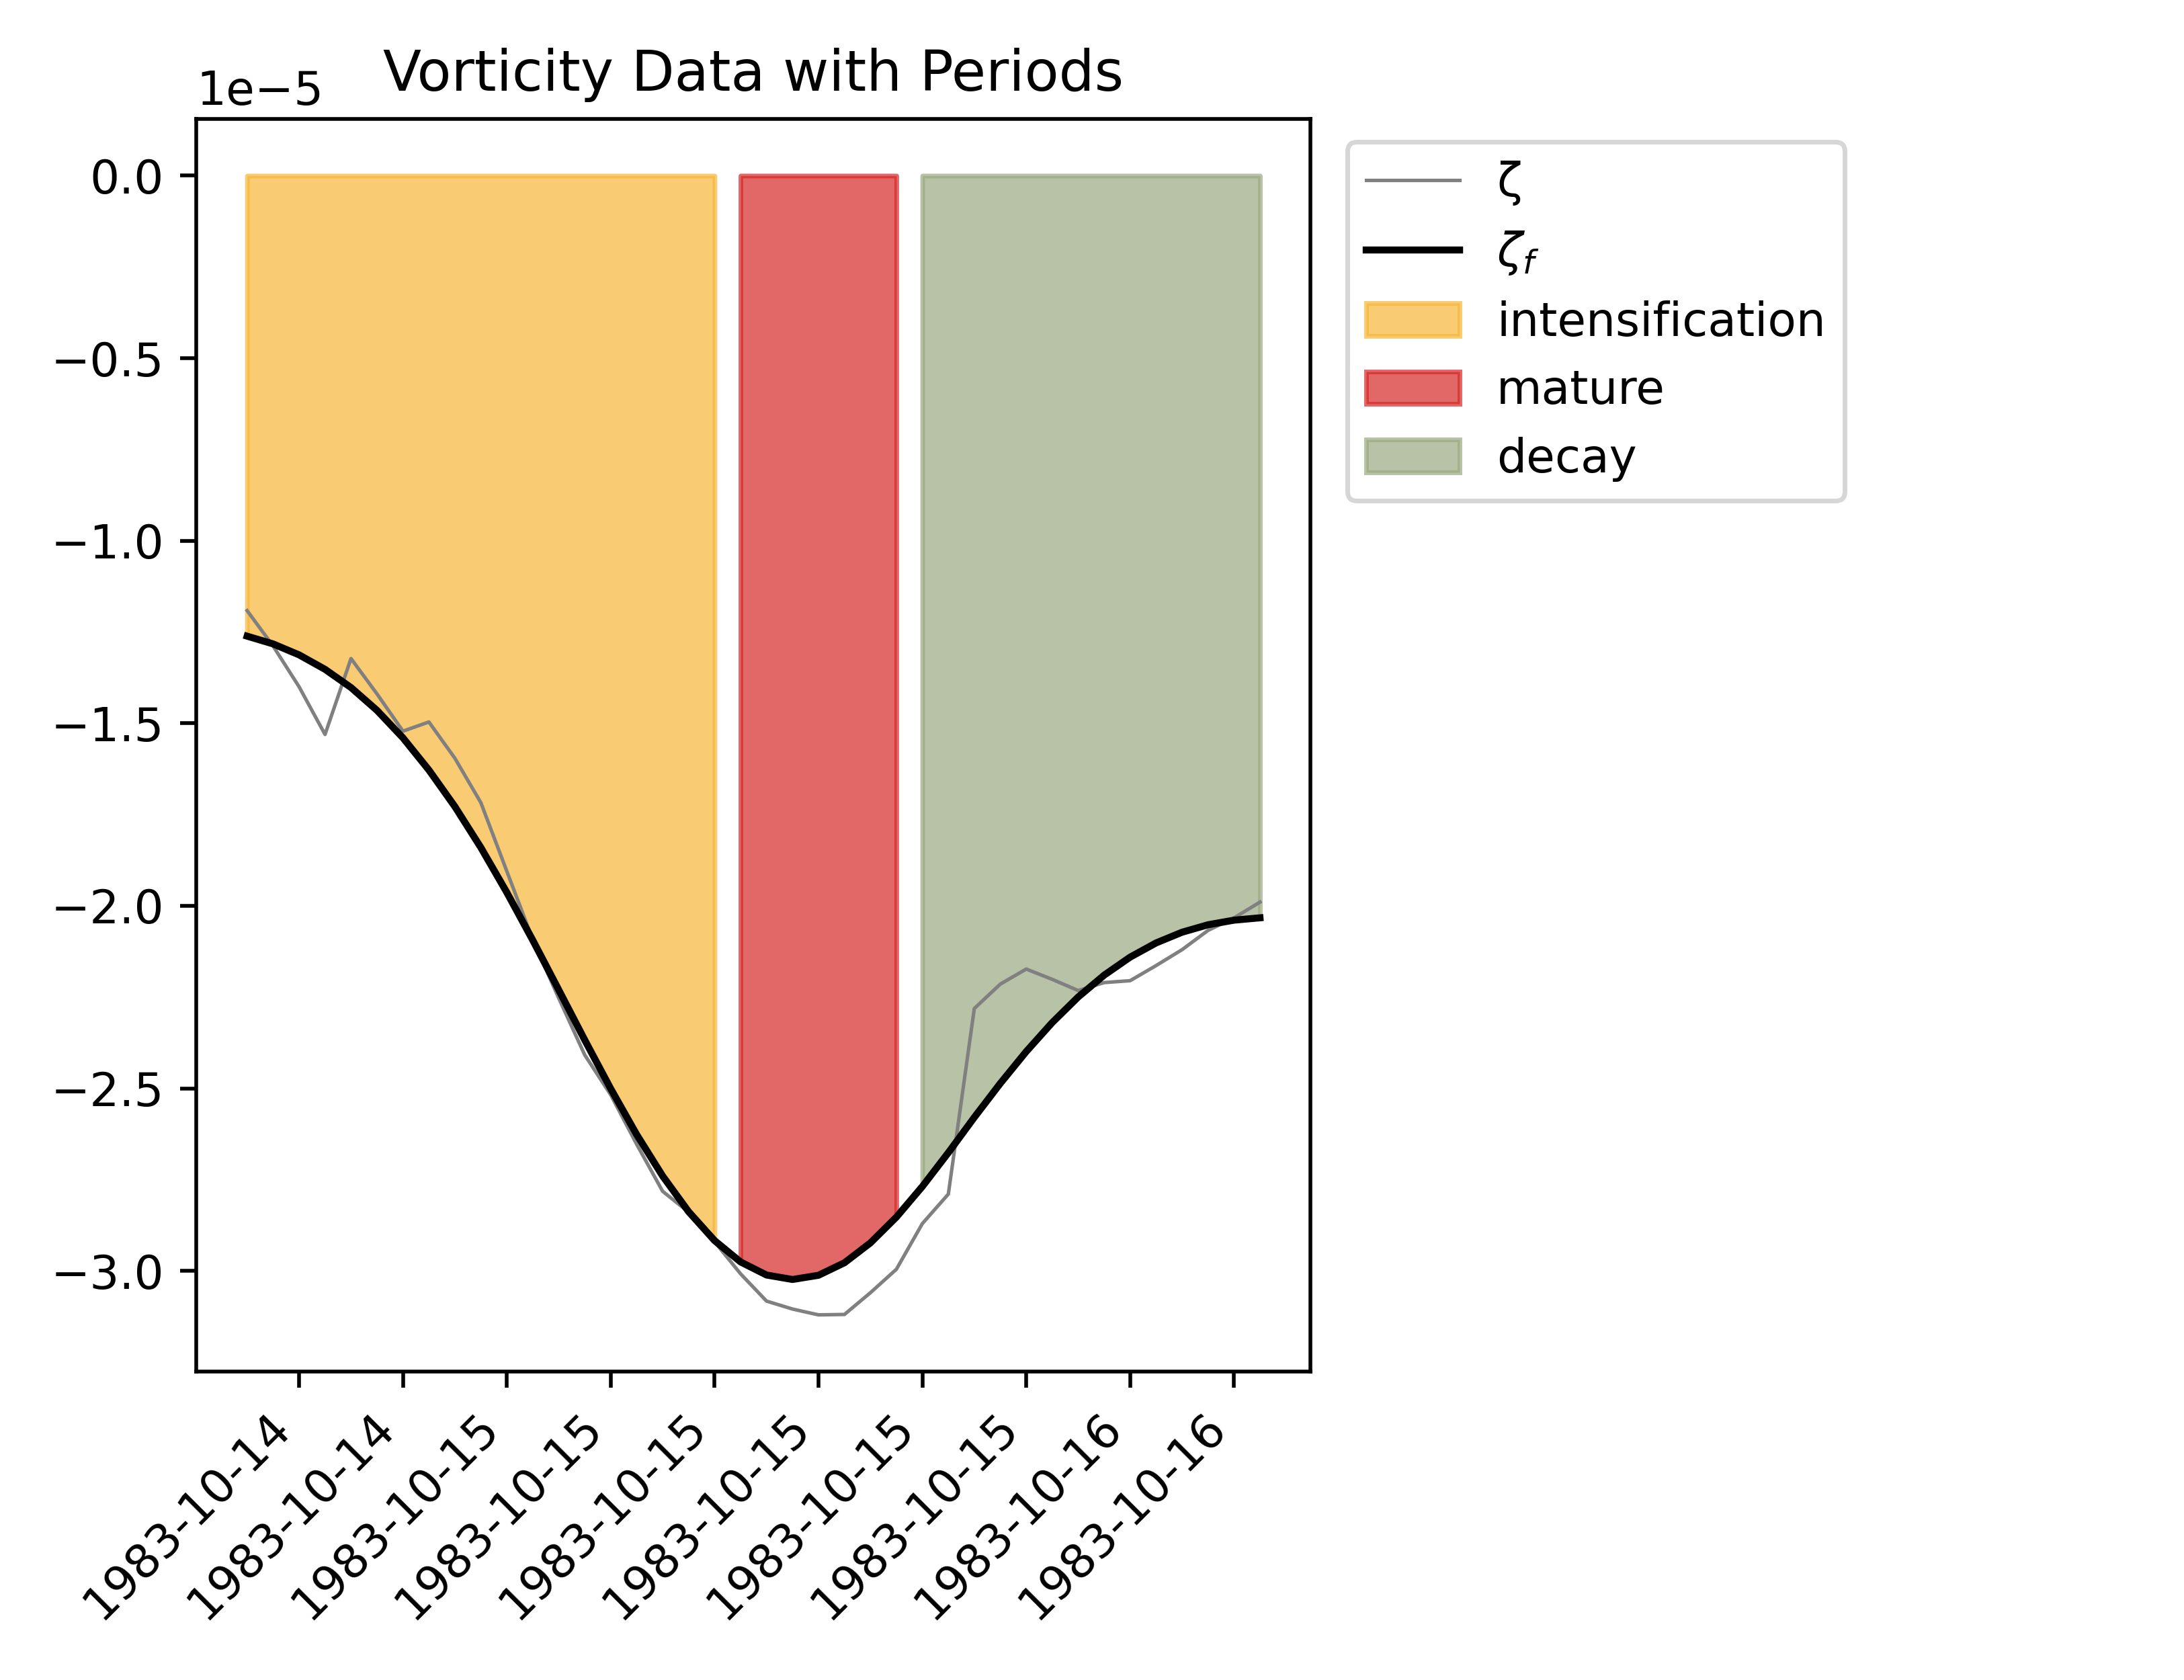 Vorticity Data with Periods
1e−5
0.0
−0.5
−1.0
−1.5
−2.0
−2.5
−3.0
1983-10-14
1983-10-14
1983-10-15
1983-10-15
1983-10-15
1983-10-15
1983-10-15
1983-10-15
1983-10-16
1983-10-16
ζ
ζf
intensification
mature
decay